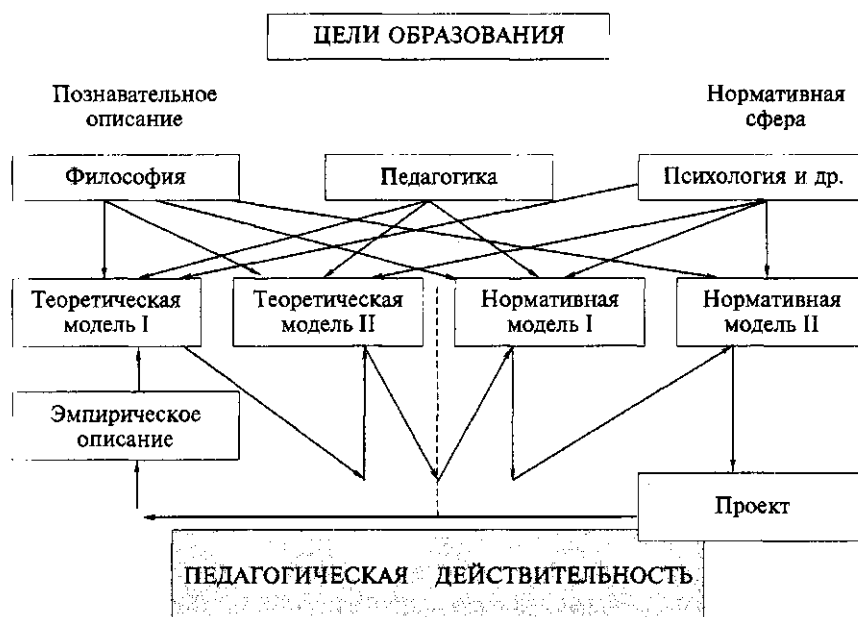 ЦЕЛИ ОБРАЗОВАНИЯ
Познавательное
описание
Нормативная
сфера
Философия
Педагогика
Психология и др.
Теоретическая
модель I
Теоретическая
модель II
Нормативная
модель I
Нормативная
модель II
Эмпирическое
описание
Проект
ПЕДАГОГИЧЕСКАЯ ДЕЙСТВИТЕЛЬНОСТЬ